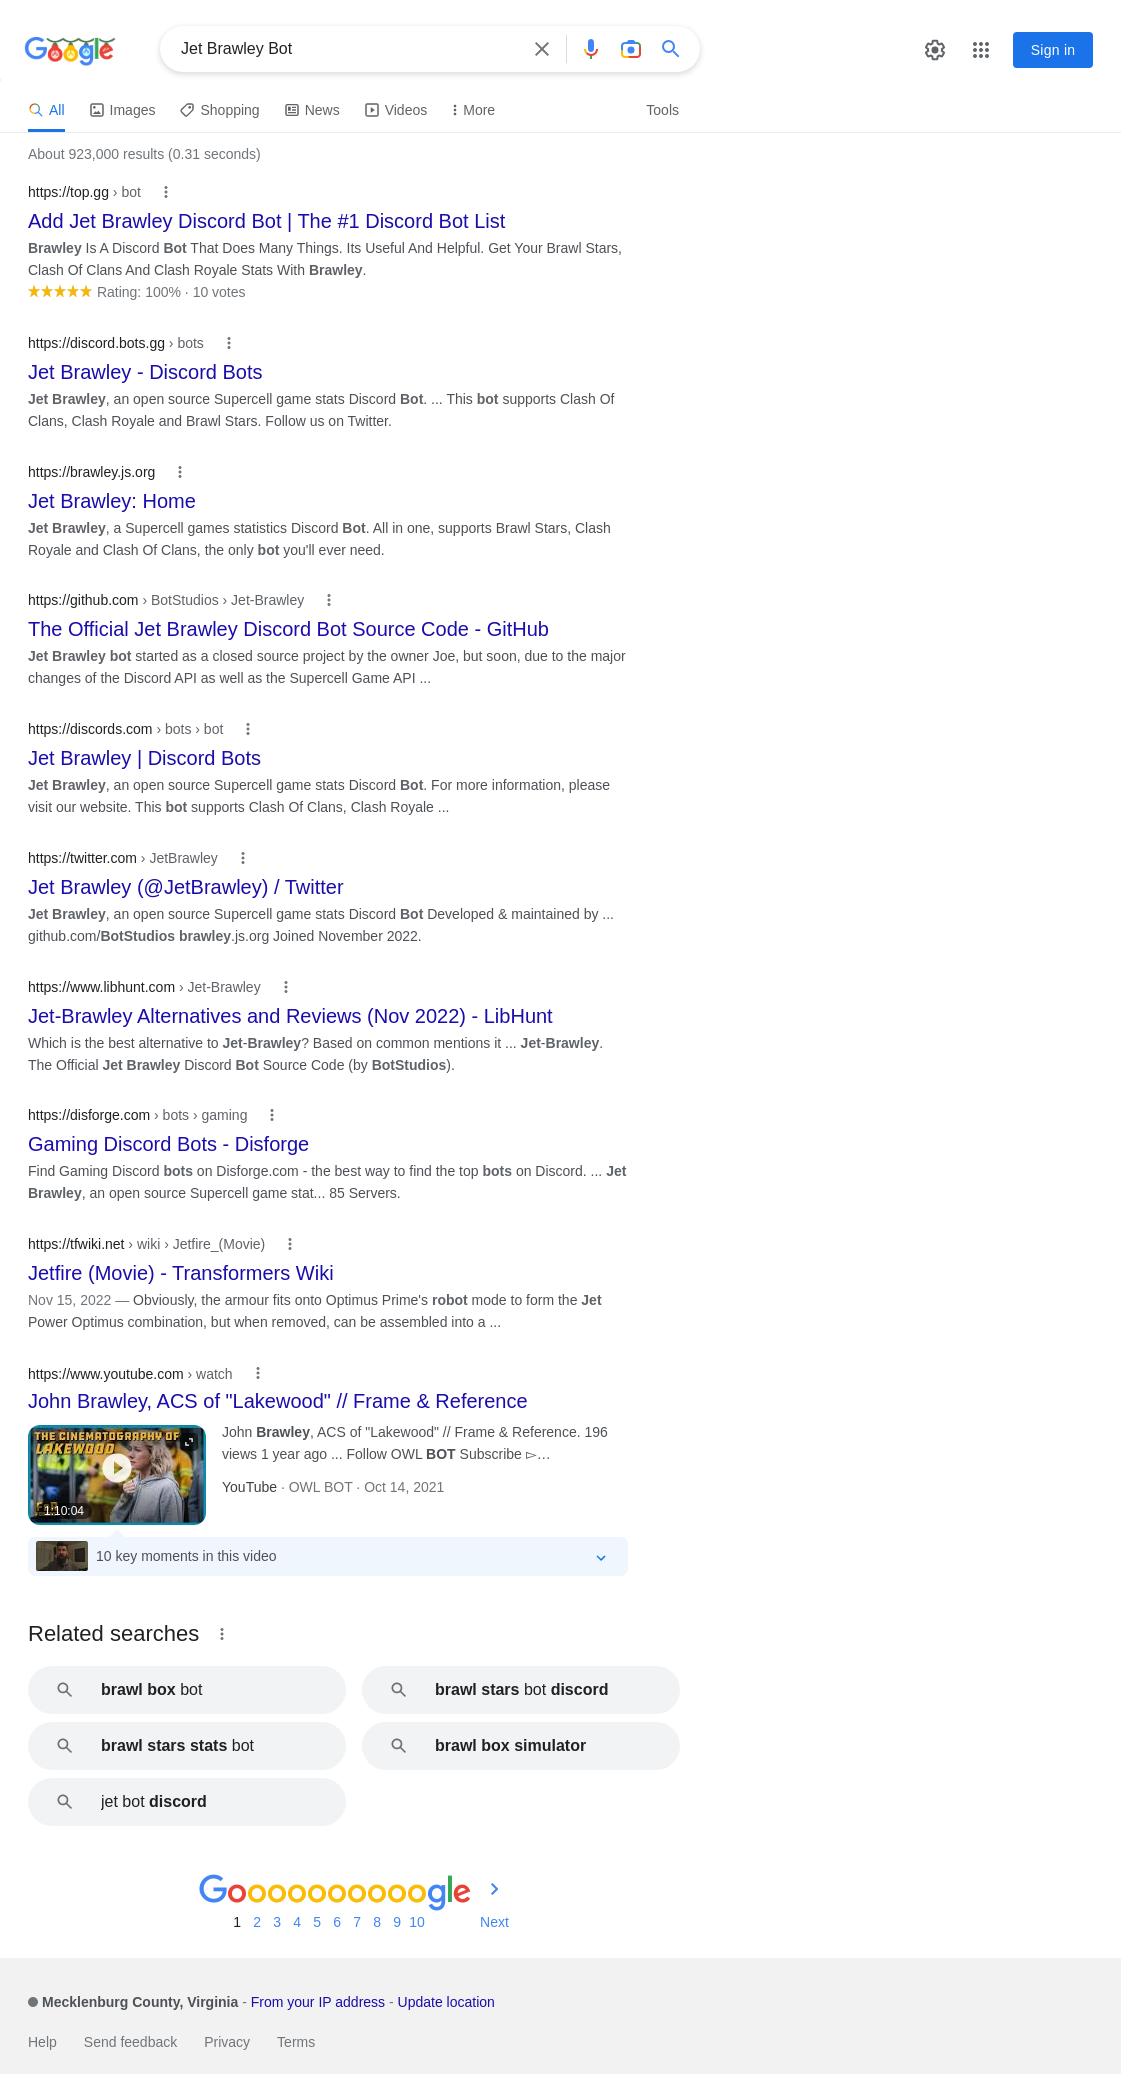 Google
Jet Brawley Bot
Sign in
All
Images
Shopping
News
Videos
More
Tools
About 923,000 results (0.31 seconds)
https://top.gg › bot
Add Jet Brawley Discord Bot | The #1 Discord Bot List
Brawley Is A Discord Bot That Does Many Things. Its Useful And Helpful. Get Your Brawl Stars,
Clash Of Clans And Clash Royale Stats With Brawley.
Rating: 100% · 10 votes
https://discord.bots.gg › bots
Jet Brawley - Discord Bots
Jet Brawley, an open source Supercell game stats Discord Bot. ... This bot supports Clash Of
Clans, Clash Royale and Brawl Stars. Follow us on Twitter.
https://brawley.js.org
Jet Brawley: Home
Jet Brawley, a Supercell games statistics Discord Bot. All in one, supports Brawl Stars, Clash
Royale and Clash Of Clans, the only bot you'll ever need.
https://github.com › BotStudios › Jet-Brawley
The Official Jet Brawley Discord Bot Source Code - GitHub
Jet Brawley bot started as a closed source project by the owner Joe, but soon, due to the major
changes of the Discord API as well as the Supercell Game API ...
https://discords.com › bots › bot
Jet Brawley | Discord Bots
Jet Brawley, an open source Supercell game stats Discord Bot. For more information, please
visit our website. This bot supports Clash Of Clans, Clash Royale ...
https://twitter.com › JetBrawley
Jet Brawley (@JetBrawley) / Twitter
Jet Brawley, an open source Supercell game stats Discord Bot Developed & maintained by ...
github.com/BotStudios brawley.js.org Joined November 2022.
https://www.libhunt.com › Jet-Brawley
Jet-Brawley Alternatives and Reviews (Nov 2022) - LibHunt
Which is the best alternative to Jet-Brawley? Based on common mentions it ... Jet-Brawley.
The Official Jet Brawley Discord Bot Source Code (by BotStudios).
https://disforge.com › bots › gaming
Gaming Discord Bots - Disforge
Find Gaming Discord bots on Disforge.com - the best way to find the top bots on Discord. ... Jet
Brawley, an open source Supercell game stat... 85 Servers.
https://tfwiki.net › wiki › Jetfire_(Movie)
Jetfire (Movie) - Transformers Wiki
Nov 15, 2022 — Obviously, the armour fits onto Optimus Prime's robot mode to form the Jet
Power Optimus combination, but when removed, can be assembled into a ...
https://www.youtube.com › watch
John Brawley, ACS of "Lakewood" // Frame & Reference
THE CINEMATOGRAPHY OF
LAKEWOOD
1:10:04
John Brawley, ACS of "Lakewood" // Frame & Reference. 196
views 1 year ago ... Follow OWL BOT Subscribe ▻…
YouTube · OWL BOT · Oct 14, 2021
10 key moments in this video
Related searches
brawl box bot
brawl stars bot discord
brawl stars stats bot
brawl box simulator
jet bot discord
Goooooooooogle
1 2 3 4 5 6 7 8 9 10 Next
Mecklenburg County, Virginia - From your IP address - Update location
Help Send feedback Privacy Terms